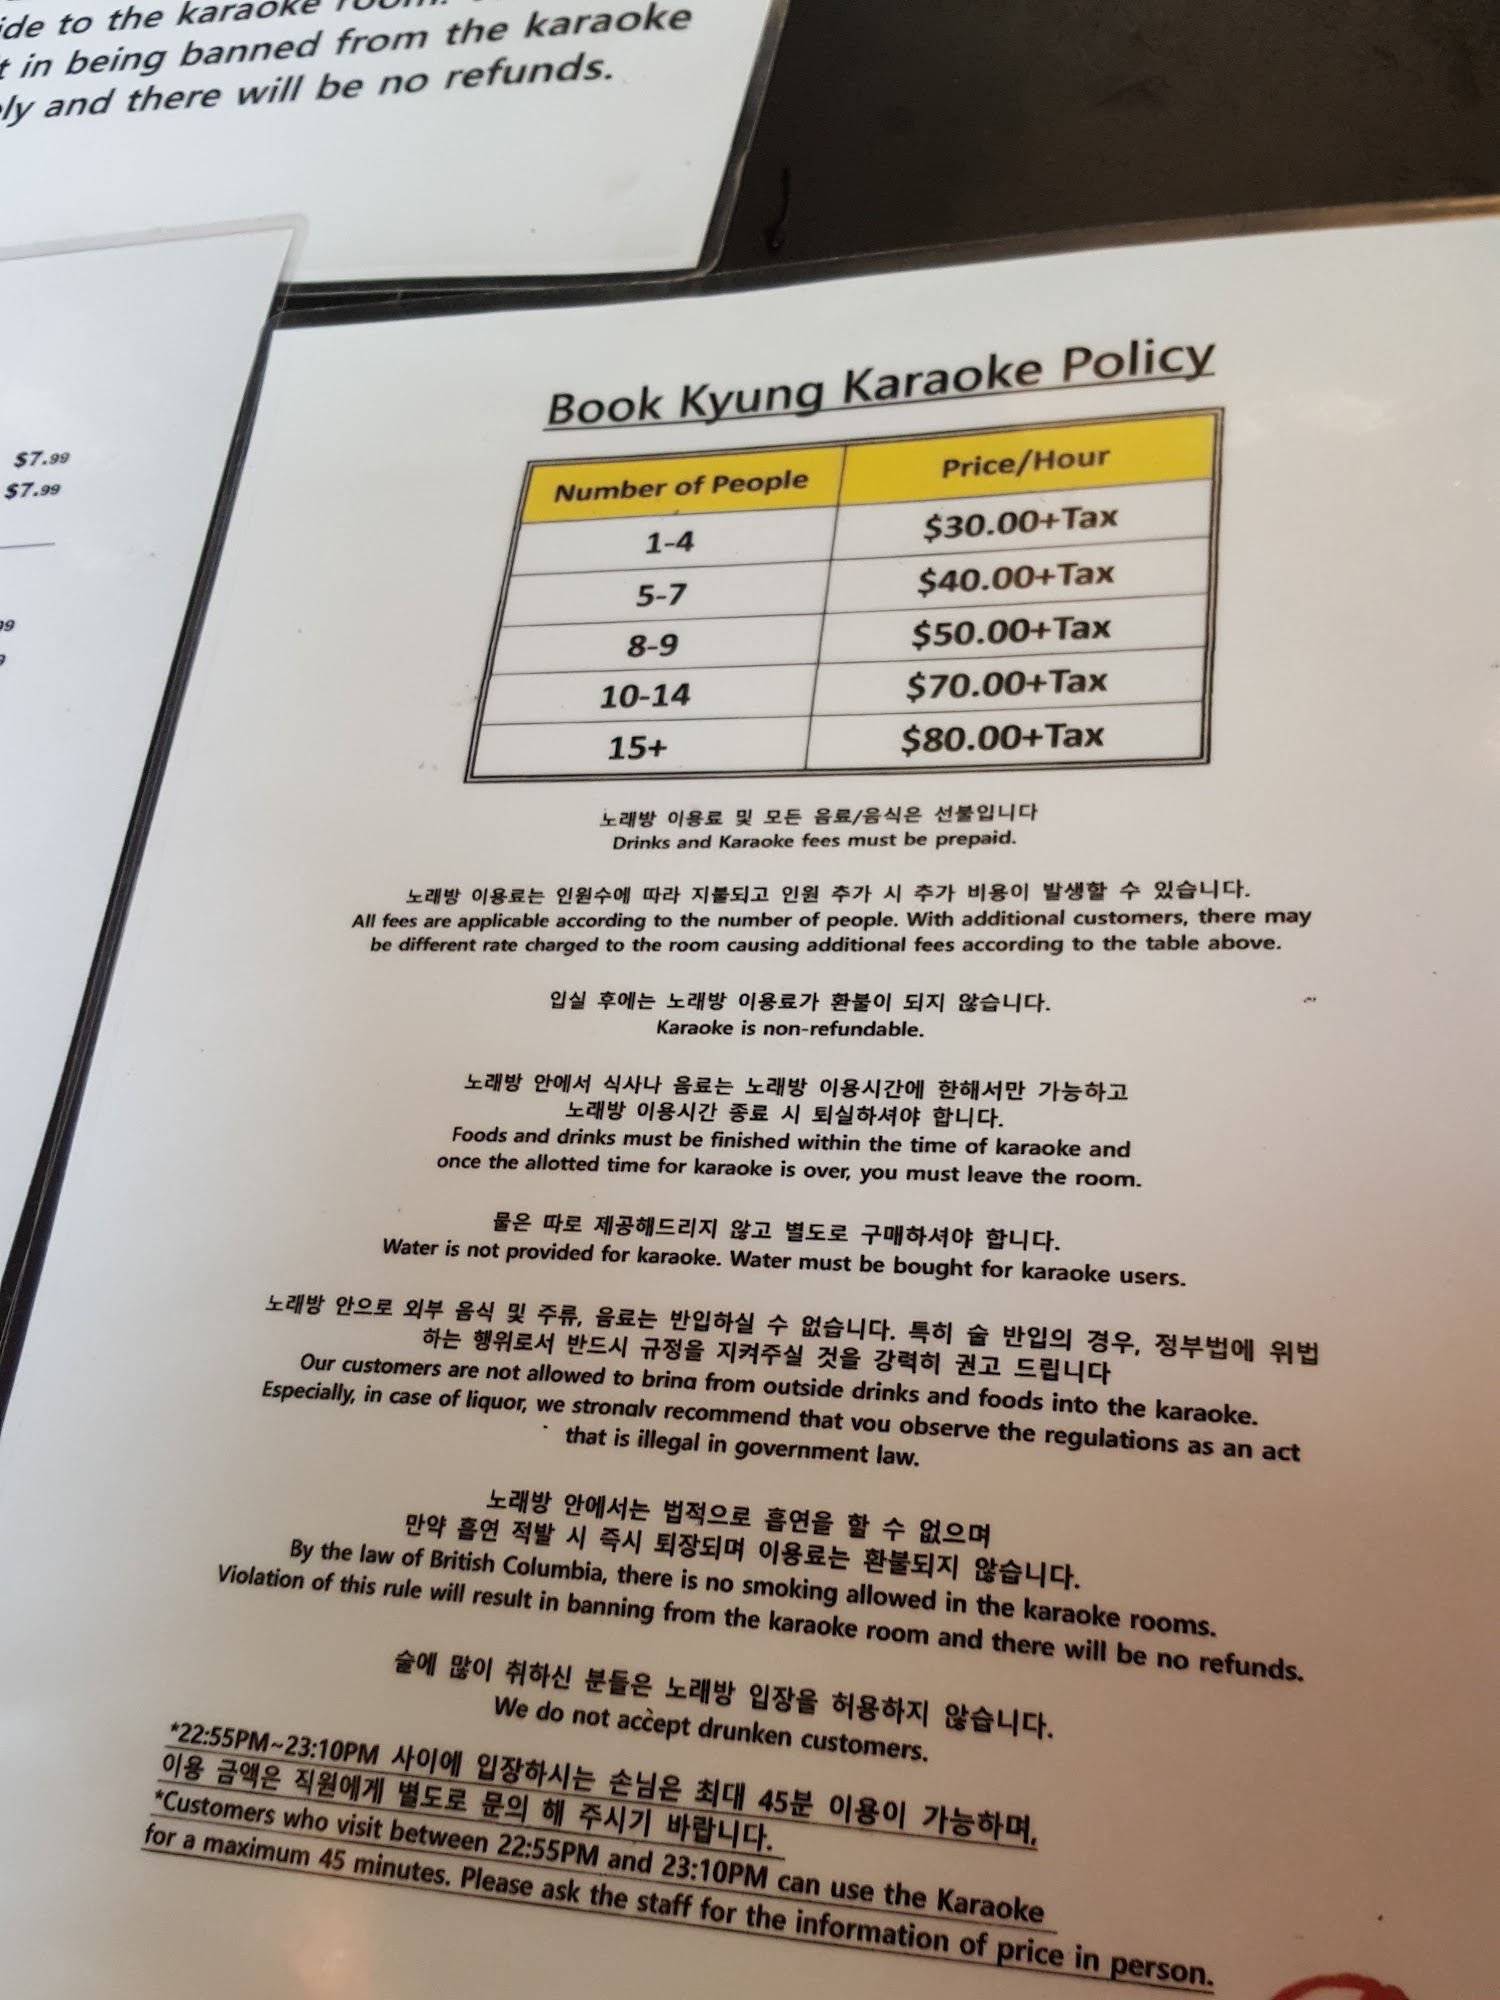 ide to the karaoke room.
t in being banned from the karaoke
ly and there will be no refunds.
$7.99
$7.99
Book Kyung Karaoke Policy
Number of People Price/Hour
1-4 $30.00+Tax
5-7 $40.00+Tax
8-9 $50.00+Tax
10-14 $70.00+Tax
15+ $80.00+Tax
노래방 이용료 및 모든 음료/음식은 선불입니다
Drinks and Karaoke fees must be prepaid.
노래방 이용료는 인원수에 따라 지불되고 인원 추가 시 추가 비용이 발생할 수 있습니다.
All fees are applicable according to the number of people. With additional customers, there may
be different rate charged to the room causing additional fees according to the table above.
입실 후에는 노래방 이용료가 환불이 되지 않습니다.
Karaoke is non-refundable.
노래방 안에서 식사나 음료는 노래방 이용시간에 한해서만 가능하고
노래방 이용시간 종료 시 퇴실하셔야 합니다.
Foods and drinks must be finished within the time of karaoke and
once the allotted time for karaoke is over, you must leave the room.
물은 따로 제공해드리지 않고 별도로 구매하셔야 합니다.
Water is not provided for karaoke. Water must be bought for karaoke users.
노래방 안으로 외부 음식 및 주류, 음료는 반입하실 수 없습니다. 특히 술 반입의 경우, 정부법에 위법
하는 행위로서 반드시 규정을 지켜주실 것을 강력히 권고 드립니다
Our customers are not allowed to bring from outside drinks and foods into the karaoke.
Especially, in case of liquor, we strongly recommend that you observe the regulations as an act
that is illegal in government law.
노래방 안에서는 법적으로 흡연을 할 수 없으며
만약 흡연 적발 시 즉시 퇴장되며 이용료는 환불되지 않습니다.
By the law of British Columbia, there is no smoking allowed in the karaoke rooms.
Violation of this rule will result in banning from the karaoke room and there will be no refunds.
술에 많이 취하신 분들은 노래방 입장을 허용하지 않습니다.
We do not accept drunken customers.
*22:55PM~23:10PM 사이에 입장하시는 손님은 최대 45분 이용이 가능하며,
이용 금액은 직원에게 별도로 문의 해 주시기 바랍니다.
*Customers who visit between 22:55PM and 23:10PM can use the Karaoke
for a maximum 45 minutes. Please ask the staff for the information of price in person.